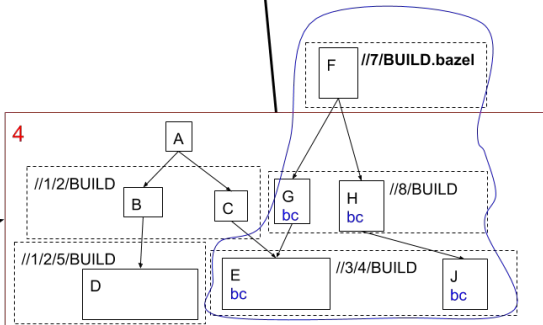 F
//7/BUILD.bazel
4
A
//1/2/BUILD
B
C
G
bc
H
bc
//8/BUILD
//1/2/5/BUILD
D
E
bc
//3/4/BUILD
J
bc